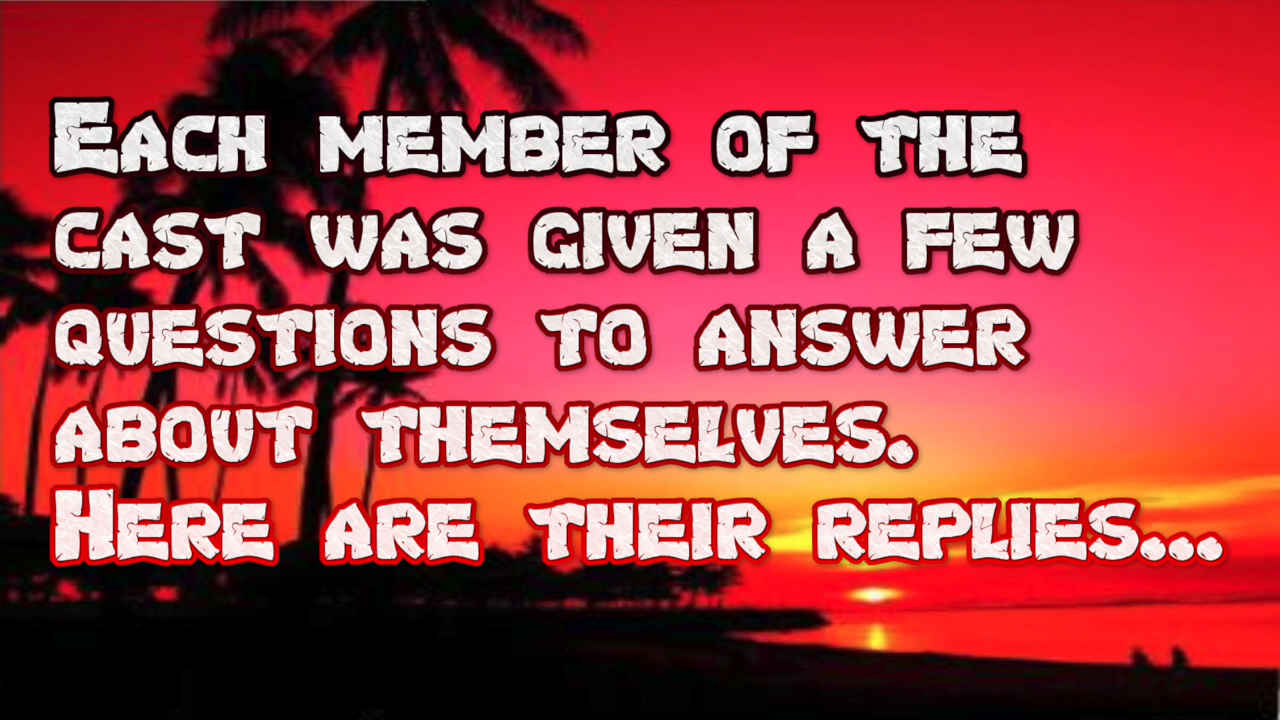 Each member of the
cast was given a few
questions to answer
about themselves.
Here are their replies...